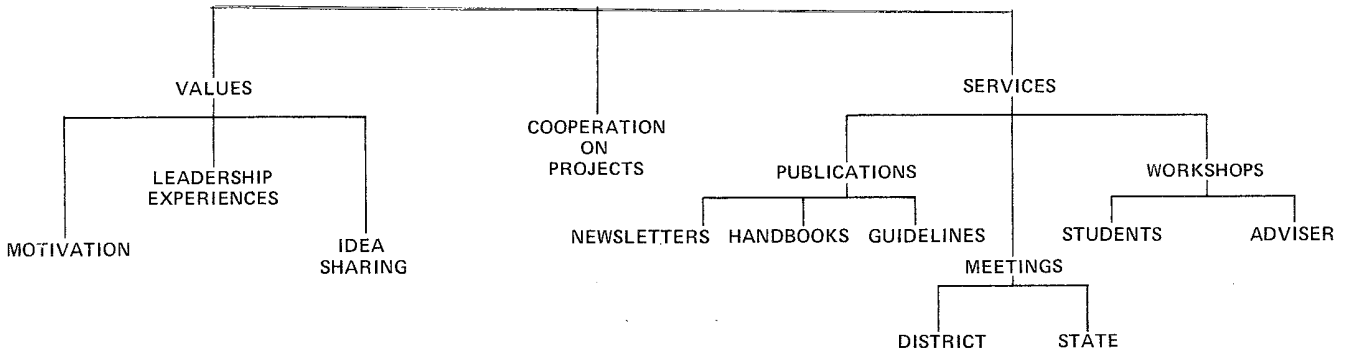 VALUES
SERVICES
COOPERATION
ON
PROJECTS
LEADERSHIP
EXPERIENCES
PUBLICATIONS
WORKSHOPS
MOTIVATION
IDEA
SHARING
NEWSLETTERS HANDBOOKS GUIDELINES
STUDENTS ADVISER
MEETINGS
DISTRICT STATE